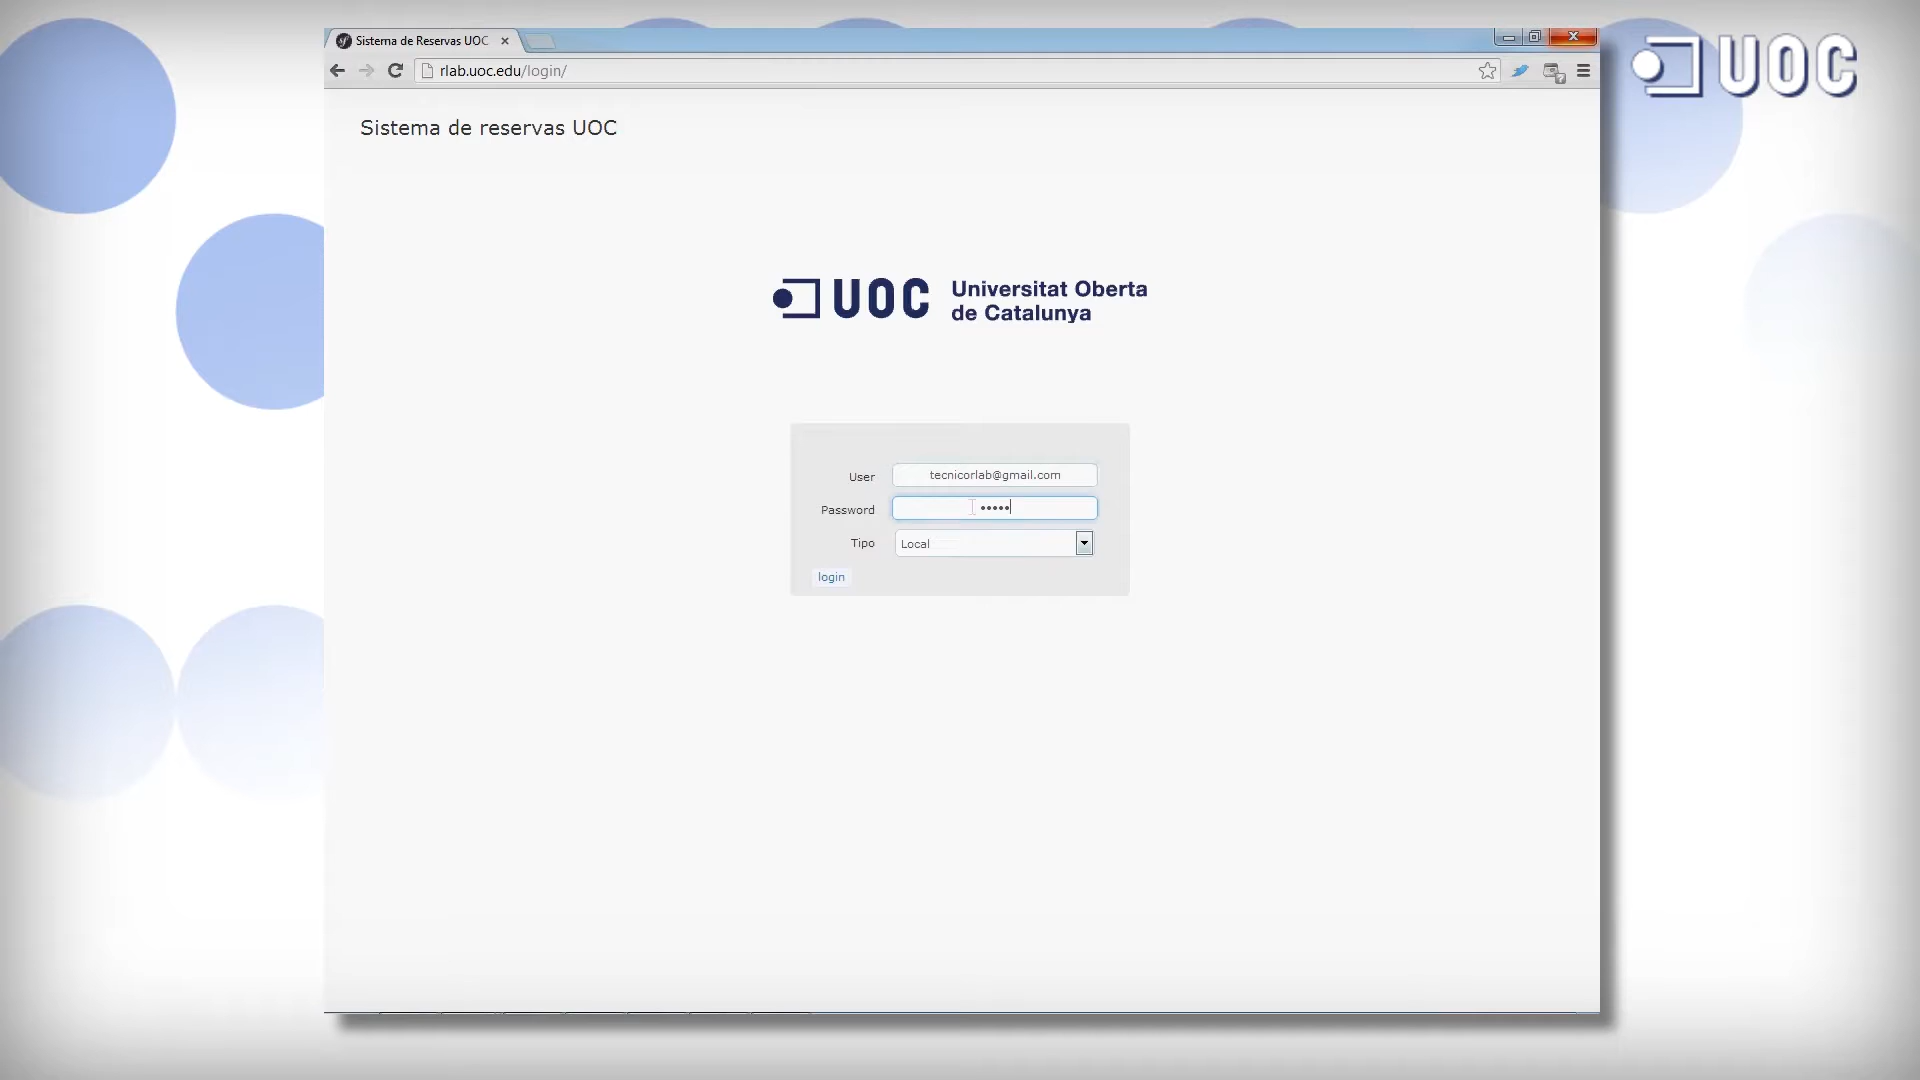 Sistema de Reservas UOC
UOC
rlab.uoc.edu/login/
Sistema de reservas UOC
UOC Universitat Oberta
de Catalunya
User tecnicorlab@gmail.com
Password •••••
Tipo Local
login